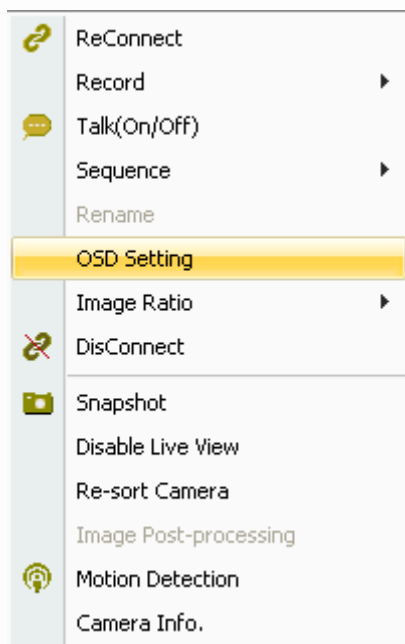 ReConnect
Record
Talk(On/Off)
Sequence
Rename
OSD Setting
Image Ratio
DisConnect
Snapshot
Disable Live View
Re-sort Camera
Image Post-processing
Motion Detection
Camera Info.